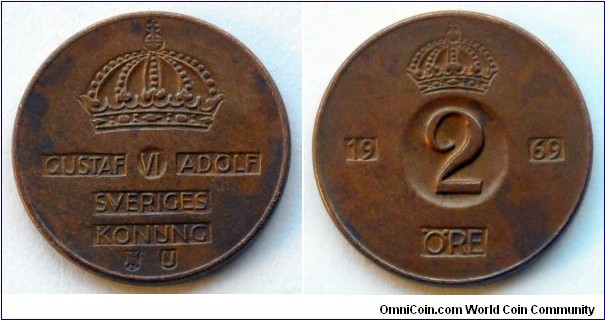 GUSTAF VI ADOLF
SVERIGES
KONUNG
U
19 2 69
ÖRE
OmniCoin.com World Coin Community